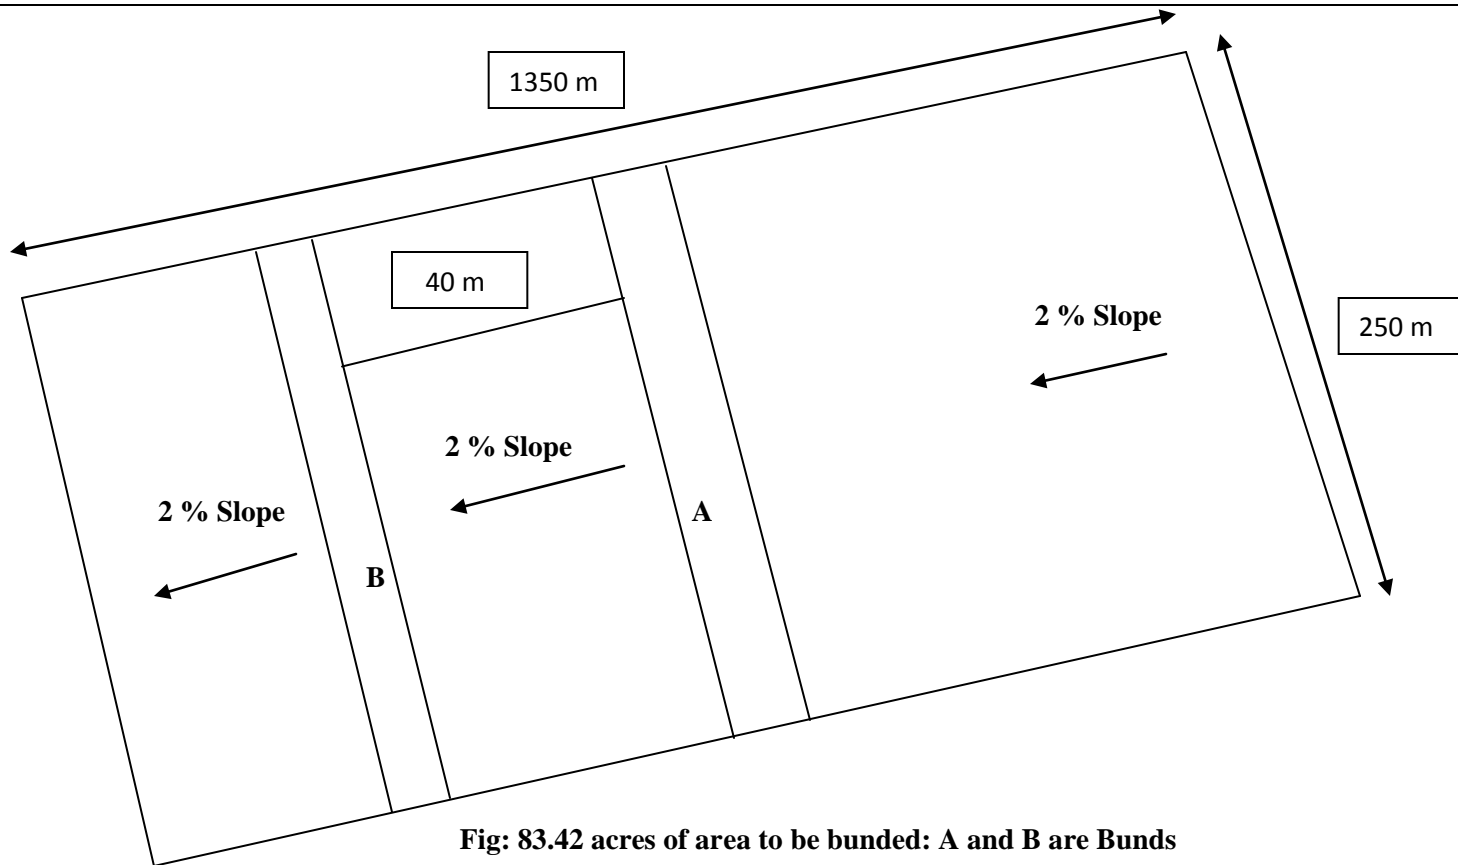 1350 m
40 m
2 % Slope
250 m
2 % Slope
2 % Slope
A
B
Fig: 83.42 acres of area to be bunded: A and B are Bunds